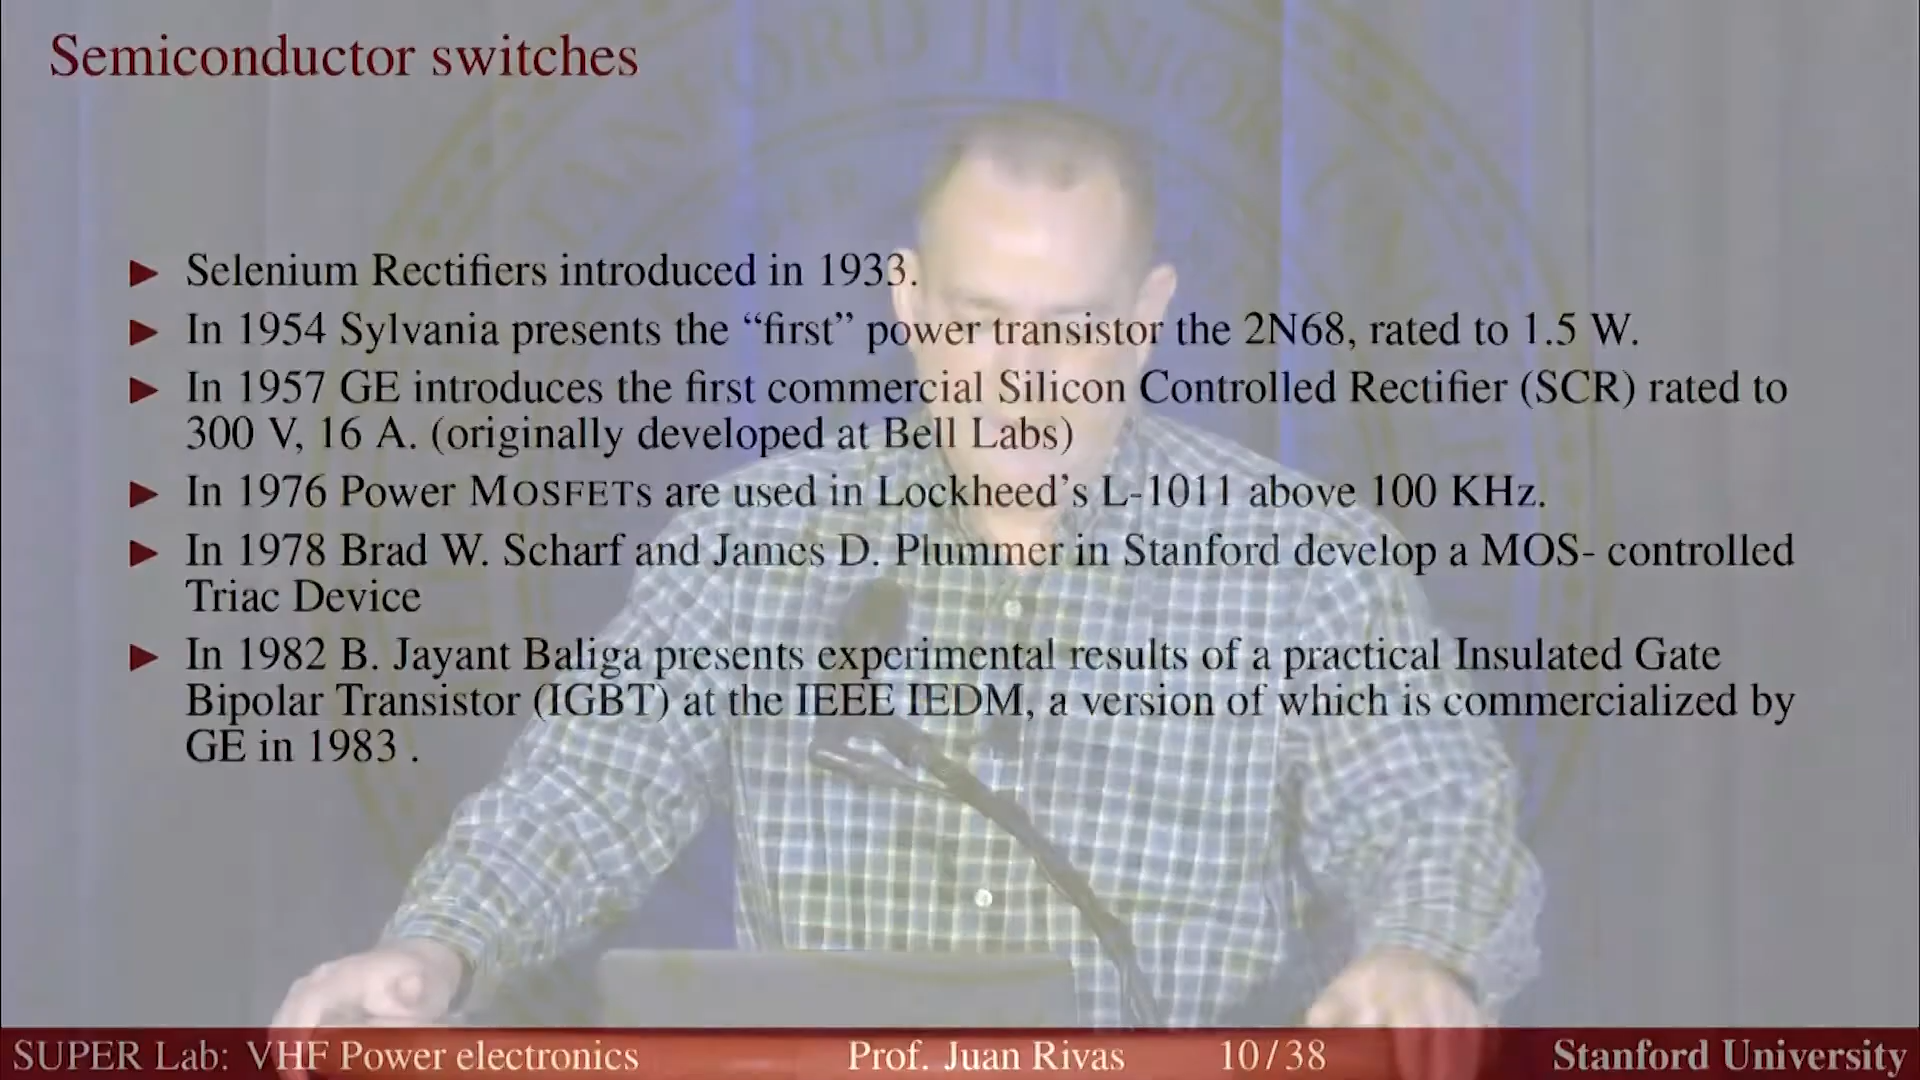 Semiconductor switches
Selenium Rectifiers introduced in 1933.
In 1954 Sylvania presents the “first” power transistor the 2N68, rated to 1.5 W.
In 1957 GE introduces the first commercial Silicon Controlled Rectifier (SCR) rated to
300 V, 16 A. (originally developed at Bell Labs)
In 1976 Power MOSFETs are used in Lockheed’s L-1011 above 100 KHz.
In 1978 Brad W. Scharf and James D. Plummer in Stanford develop a MOS- controlled
Triac Device
In 1982 B. Jayant Baliga presents experimental results of a practical Insulated Gate
Bipolar Transistor (IGBT) at the IEEE IEDM, a version of which is commercialized by
GE in 1983 .
SUPER Lab: VHF Power electronics Prof. Juan Rivas 10/38 Stanford University